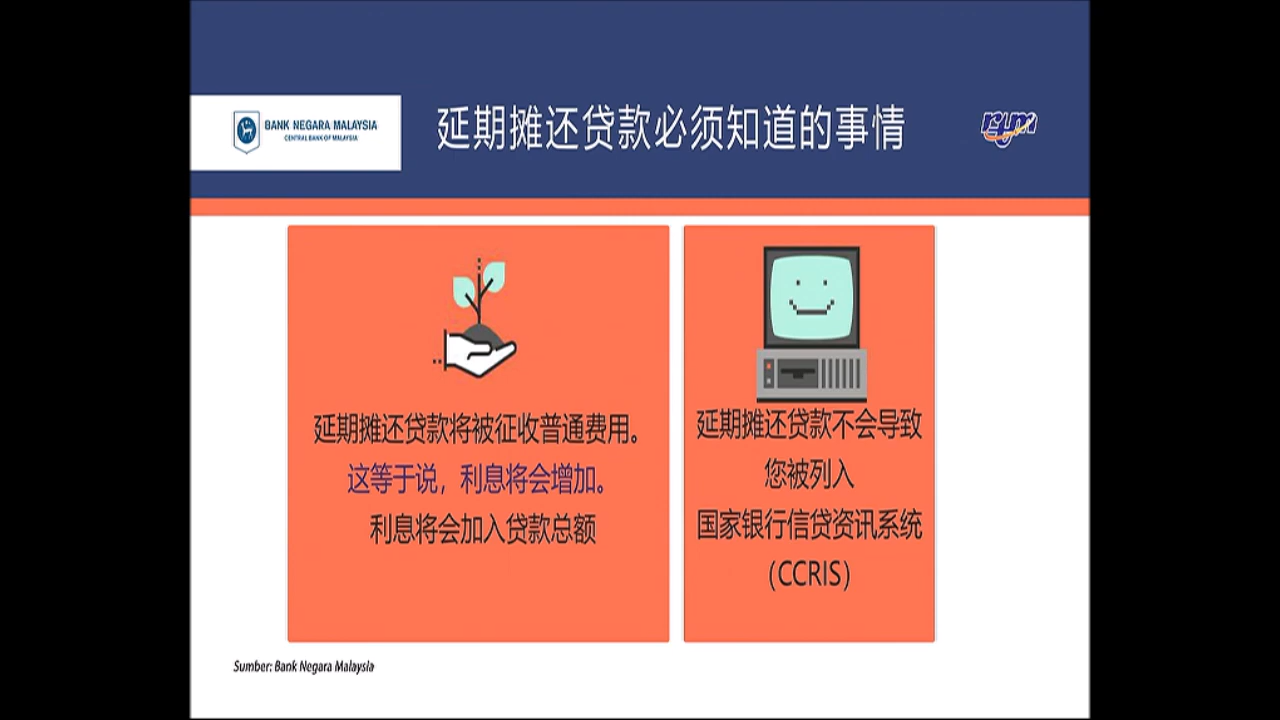 BANK NEGARA MALAYSIA
CENTRAL BANK OF MALAYSIA
延期摊还贷款必须知道的事情
延期摊还贷款将被征收普通费用。
这等于说，利息将会增加。
利息将会加入贷款总额
延期摊还贷款不会导致
您被列入
国家银行信贷资讯系统
(CCRIS)
Sumber: Bank Negara Malaysia